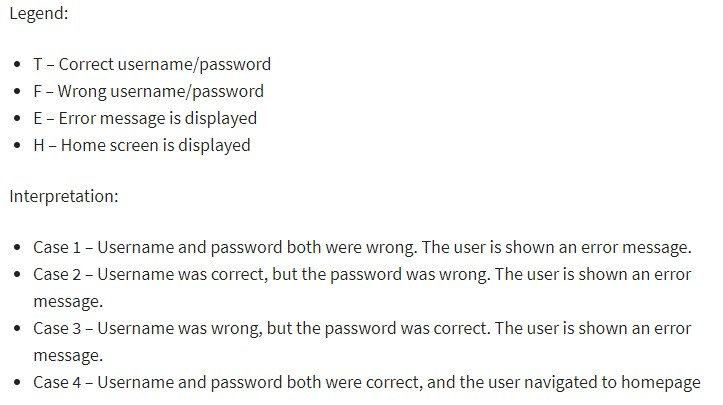 Legend:
• T – Correct username/password
• F – Wrong username/password
• E – Error message is displayed
• H – Home screen is displayed
Interpretation:
• Case 1 – Username and password both were wrong. The user is shown an error message.
• Case 2 – Username was correct, but the password was wrong. The user is shown an error
message.
• Case 3 – Username was wrong, but the password was correct. The user is shown an error
message.
• Case 4 – Username and password both were correct, and the user navigated to homepage